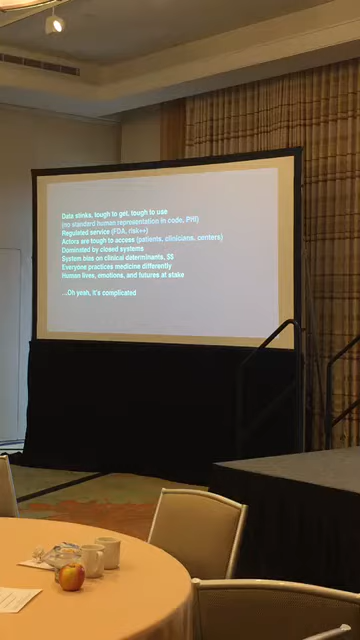 Data stinks, tough to get, tough to use
(no standard human representation in code, PHI)
Regulated service (FDA, risk++)
Actors are tough to access (patients, clinicians, centers)
Dominated by closed systems
System bias on clinical determinants, $$
Everyone practices medicine differently
Human lives, emotions, and futures at stake
...Oh yeah, it's complicated